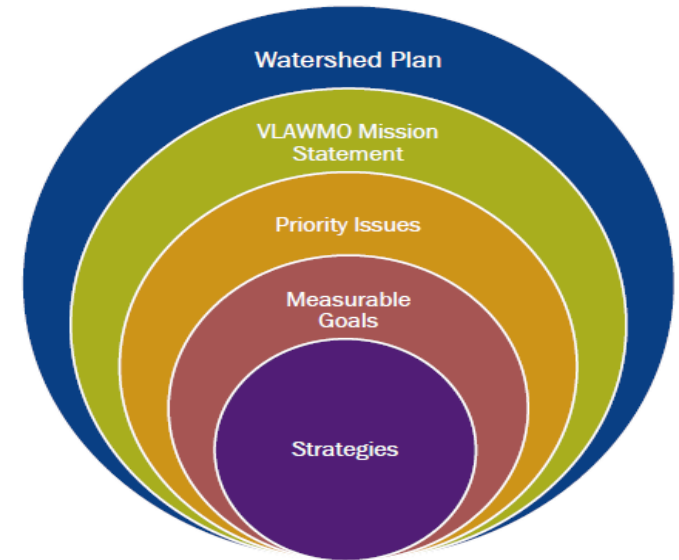 Watershed Plan
VLAWMO Mission
Statement
Priority Issues
Measurable
Goals
Strategies